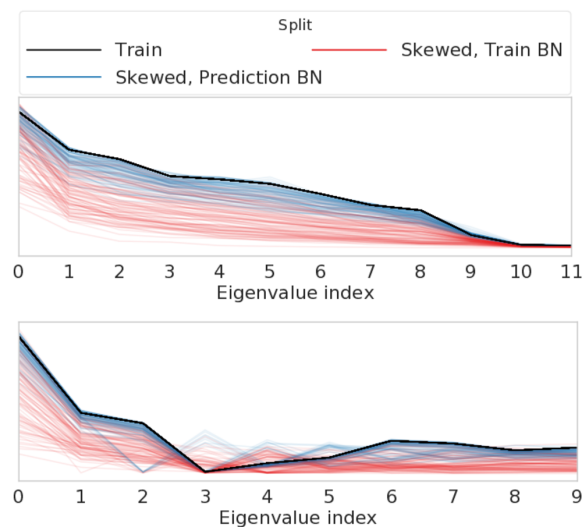 Split
Train
Skewed, Train BN
Skewed, Prediction BN
0 1 2 3 4 5 6 7 8 9 10 11
Eigenvalue index
0 1 2 3 4 5 6 7 8 9
Eigenvalue index